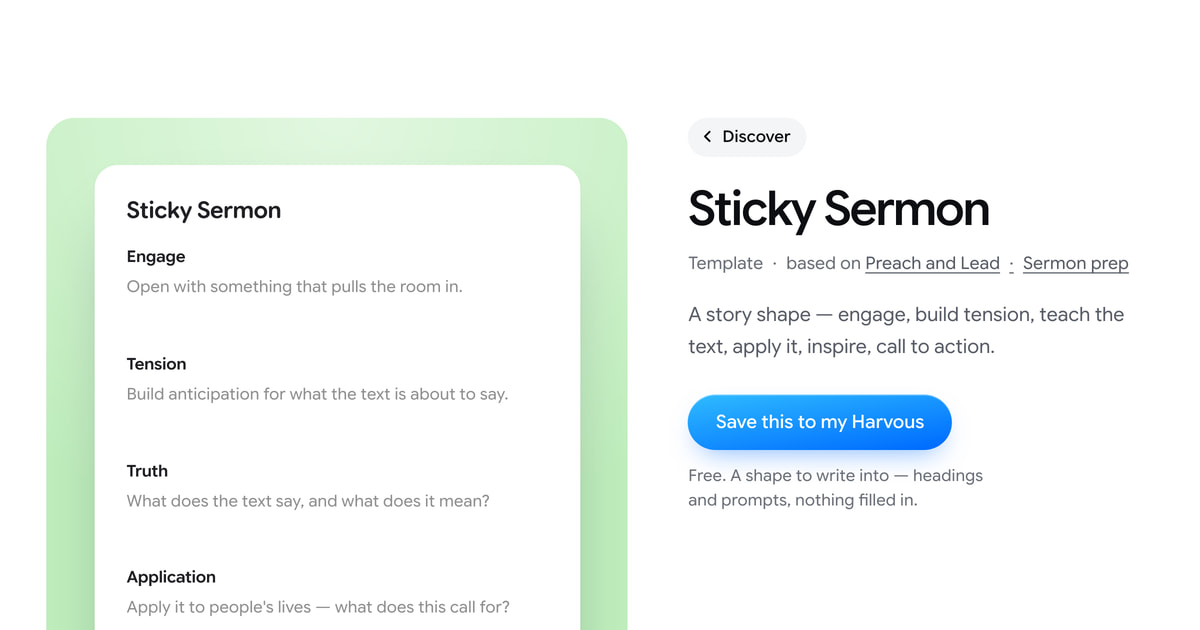 Sticky Sermon
Engage
Open with something that pulls the room in.
Tension
Build anticipation for what the text is about to say.
Truth
What does the text say, and what does it mean?
Application
Apply it to people's lives — what does this call for?
Discover
Sticky Sermon
Template · based on Preach and Lead · Sermon prep
A story shape — engage, build tension, teach the
text, apply it, inspire, call to action.
Save this to my Harvous
Free. A shape to write into — headings
and prompts, nothing filled in.